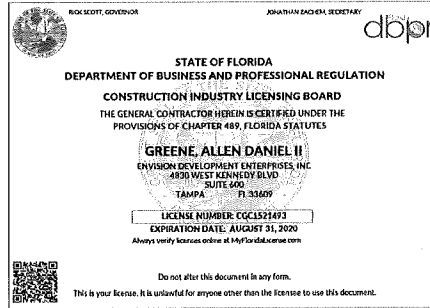 RICK SCOTT, GOVERNOR
JONATHAN ZACHEM, SECRETARY
dbpr
STATE OF FLORIDA
DEPARTMENT OF BUSINESS AND PROFESSIONAL REGULATION
CONSTRUCTION INDUSTRY LICENSING BOARD
THE GENERAL CONTRACTOR HEREIN IS CERTIFIED UNDER THE
PROVISIONS OF CHAPTER 489, FLORIDA STATUTES
GREENE, ALLEN DANIEL II
ENVISION DEVELOPMENT ENTERPRISES, INC
4830 WEST KENNEDY BLVD
SUITE 600
TAMPA FL 33609
LICENSE NUMBER: CGC1521493
EXPIRATION DATE: AUGUST 31, 2020
Always verify licenses online at MyFloridaLicense.com
Do not alter this document in any form.
This is your license. It is unlawful for anyone other than the licensee to use this document.